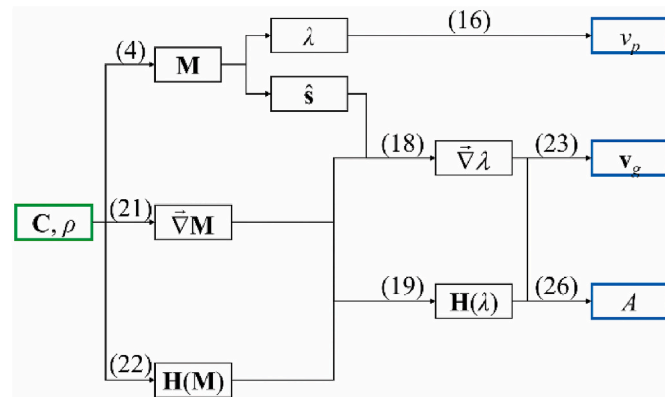 (4) M λ (16) v_p
ŝ
(18) ∇⃗λ (23) v_g
C, ρ (21) ∇⃗M
(19) H(λ) (26) A
(22) H(M)